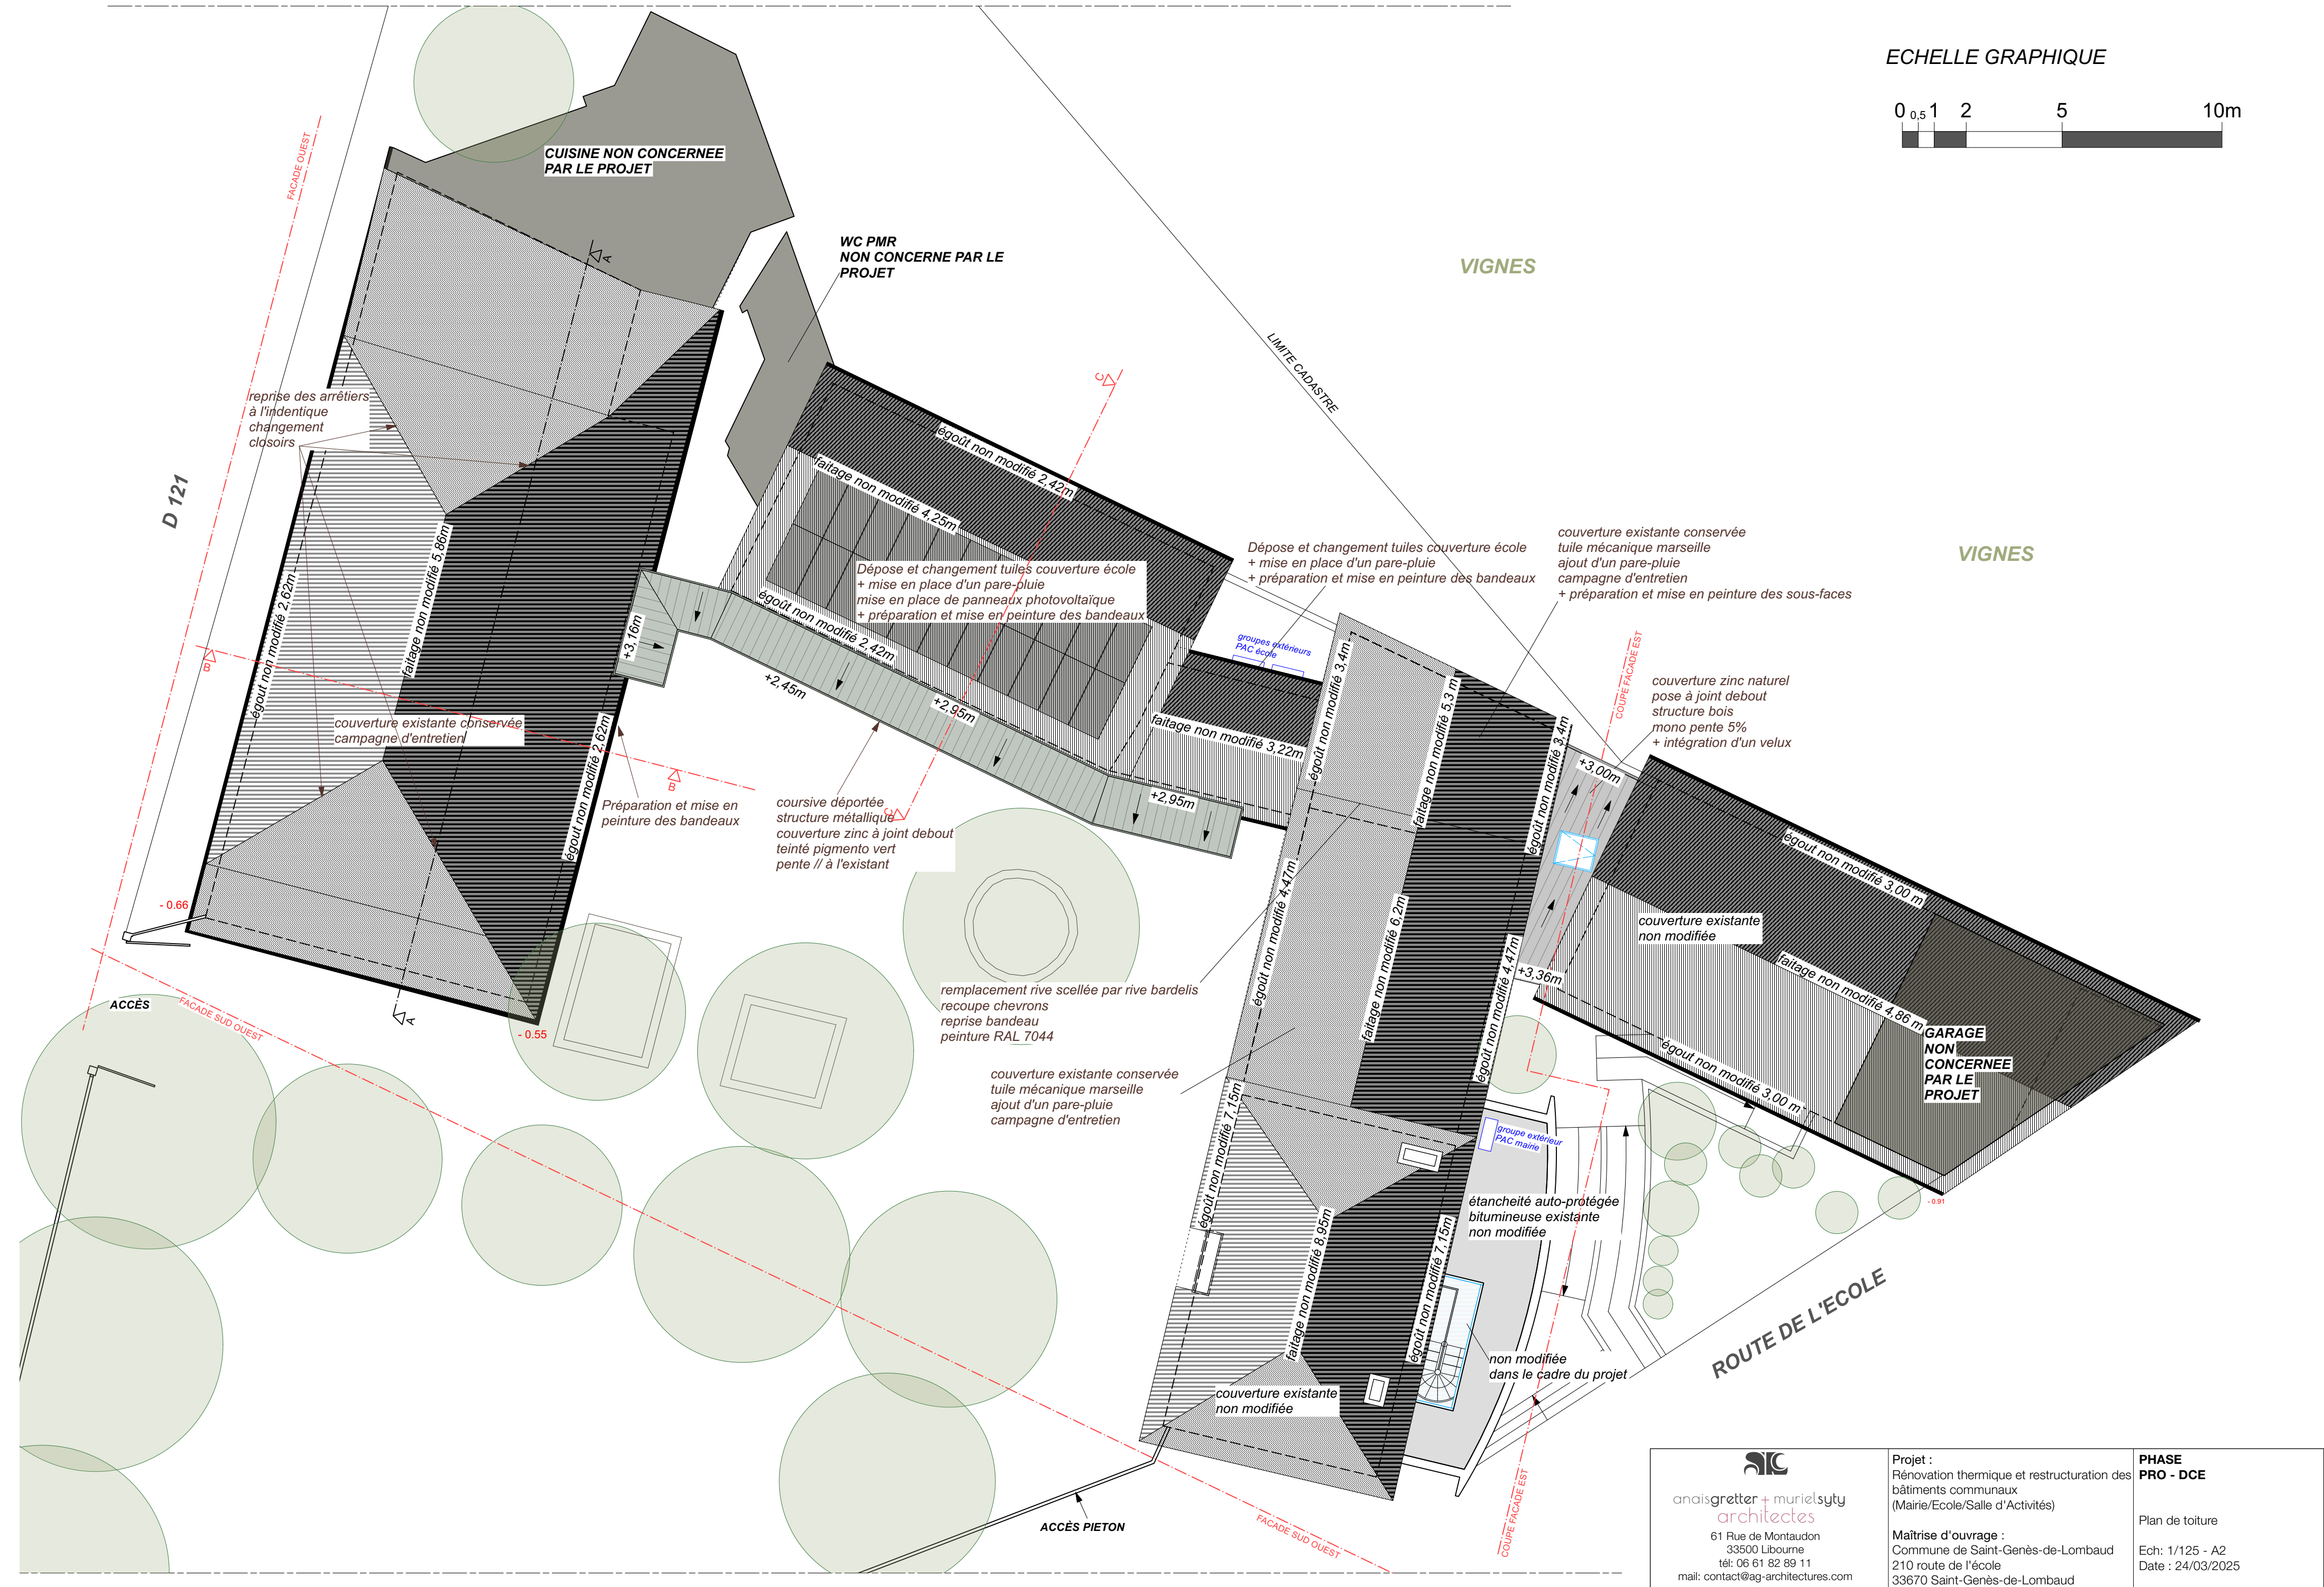 ECHELLE GRAPHIQUE
0 0,5 1 2 5 10m
FACADE OUEST
CUISINE NON CONCERNEE
PAR LE PROJET
A
WC PMR
NON CONCERNE PAR LE
PROJET
VIGNES
LIMITE CADASTRE
C
reprise des arrêtiers
à l'indentique
changement
closoirs
D 121
égoût non modifié 2,42m
faitage non modifié 4,25m
Dépose et changement tuiles couverture école
+ mise en place d'un pare-pluie
mise en place de panneaux photovoltaïque
+ préparation et mise en peinture des bandeaux
égoût non modifié 2,42m
Dépose et changement tuiles couverture école
+ mise en place d'un pare-pluie
+ préparation et mise en peinture des bandeaux
couverture existante conservée
tuile mécanique marseille
ajout d'un pare-pluie
campagne d'entretien
+ préparation et mise en peinture des sous-faces
VIGNES
égout non modifié 2,62m
faitage non modifié 5,86m
+3,16m
groupes extérieurs
PAC école
COUPE FACADE EST
couverture zinc naturel
pose à joint debout
structure bois
mono pente 5%
+ intégration d'un velux
B
couverture existante conservée
campagne d'entretien
égout non modifié 2,62m
B
+2,45m
+2,95m
faitage non modifié 3,22m
égoût non modifié 3,4m
faitage non modifié 5,3 m
égoût non modifié 3,4m
+3,00m
+2,95m
Préparation et mise en
peinture des bandeaux
C
coursive déportée
structure métallique
couverture zinc à joint debout
teinté pigmento vert
pente // à l'existant
égout non modifié 3,00 m
couverture existante
non modifiée
faitage non modifié 4,86 m
égoût non modifié 4,47m
faitage non modifié 6,2m
égoût non modifié 4,47m
+3,36m
- 0.66
ACCÈS
FACADE SUD OUEST
A
- 0.55
remplacement rive scellée par rive bardelis
recoupe chevrons
reprise bandeau
peinture RAL 7044
couverture existante conservée
tuile mécanique marseille
ajout d'un pare-pluie
campagne d'entretien
GARAGE
NON
CONCERNEE
PAR LE
PROJET
égout non modifié 3,00 m
égoût non modifié 7,15m
groupe extérieur
PAC mairie
étancheité auto-protégée
bitumineuse existante
non modifiée
- 0.91
faitage non modifié 8,95m
égoût non modifié 7,15m
ROUTE DE L'ECOLE
non modifiée
dans le cadre du projet
couverture existante
non modifiée
ACCÈS PIETON
FACADE SUD OUEST
COUPE FACADE EST
anaisgretter + murielsyty
architectes
61 Rue de Montaudon
33500 Libourne
tél: 06 61 82 89 11
mail: contact@ag-architectures.com
Projet :
Rénovation thermique et restructuration des
bâtiments communaux
(Mairie/Ecole/Salle d'Activités)
Maîtrise d'ouvrage :
Commune de Saint-Genès-de-Lombaud
210 route de l'école
33670 Saint-Genès-de-Lombaud
PHASE
PRO - DCE
Plan de toiture
Ech: 1/125 - A2
Date : 24/03/2025